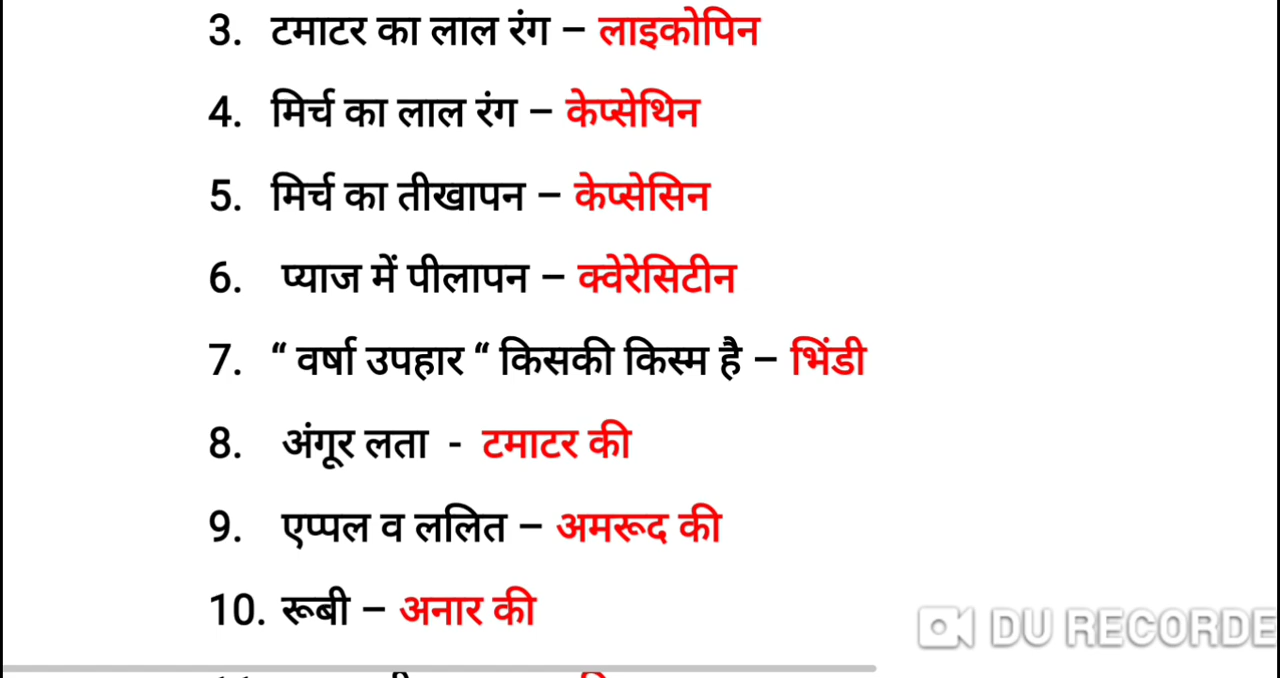 3. टमाटर का लाल रंग – लाइकोपिन
4. मिर्च का लाल रंग – केप्सेथिन
5. मिर्च का तीखापन – केप्सेसिन
6. प्याज में पीलापन – क्वेरेसिटीन
7. “ वर्षा उपहार “ किसकी किस्म है – भिंडी
8. अंगूर लता - टमाटर की
9. एप्पल व ललित – अमरूद की
10. रूबी – अनार की
DU RECORDE